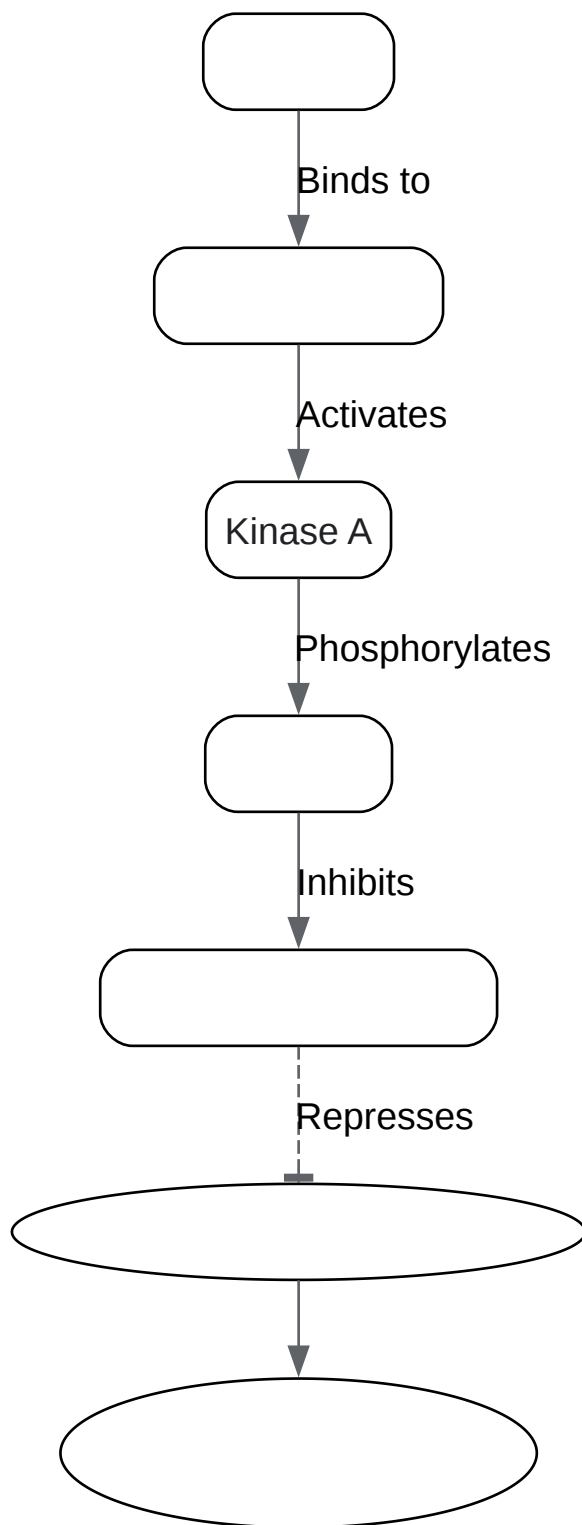 Binds to
Activates
Kinase A
Phosphorylates
Inhibits
Represses